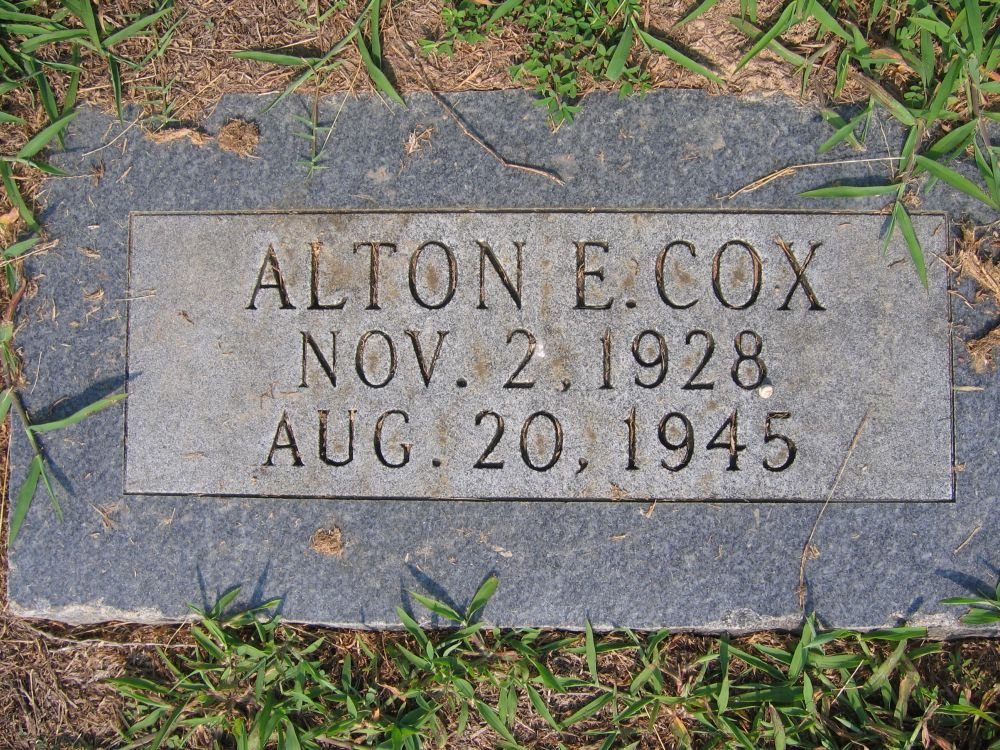 ALTON E. COX
NOV. 2, 1928
AUG. 20, 1945